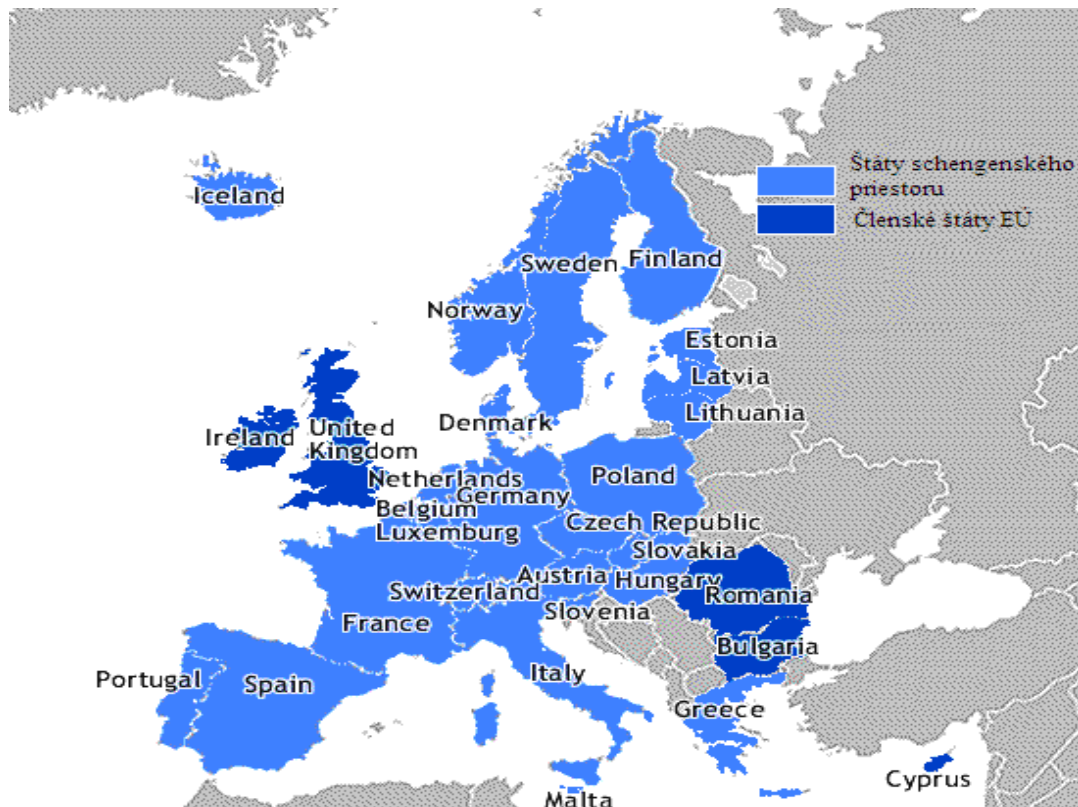 Štáty schengenského
priestoru
Členské štáty EÚ
Iceland
Sweden
Finland
Norway
Estonia
Latvia
Lithuania
Denmark
Ireland
United
Kingdom
Netherlands
Germany
Poland
Belgium
Luxemburg
Czech Republic
Slovakia
Austria
Hungary
Switzerland
Romania
Slovenia
France
Bulgaria
Italy
Portugal
Spain
Greece
Cyprus
Malta